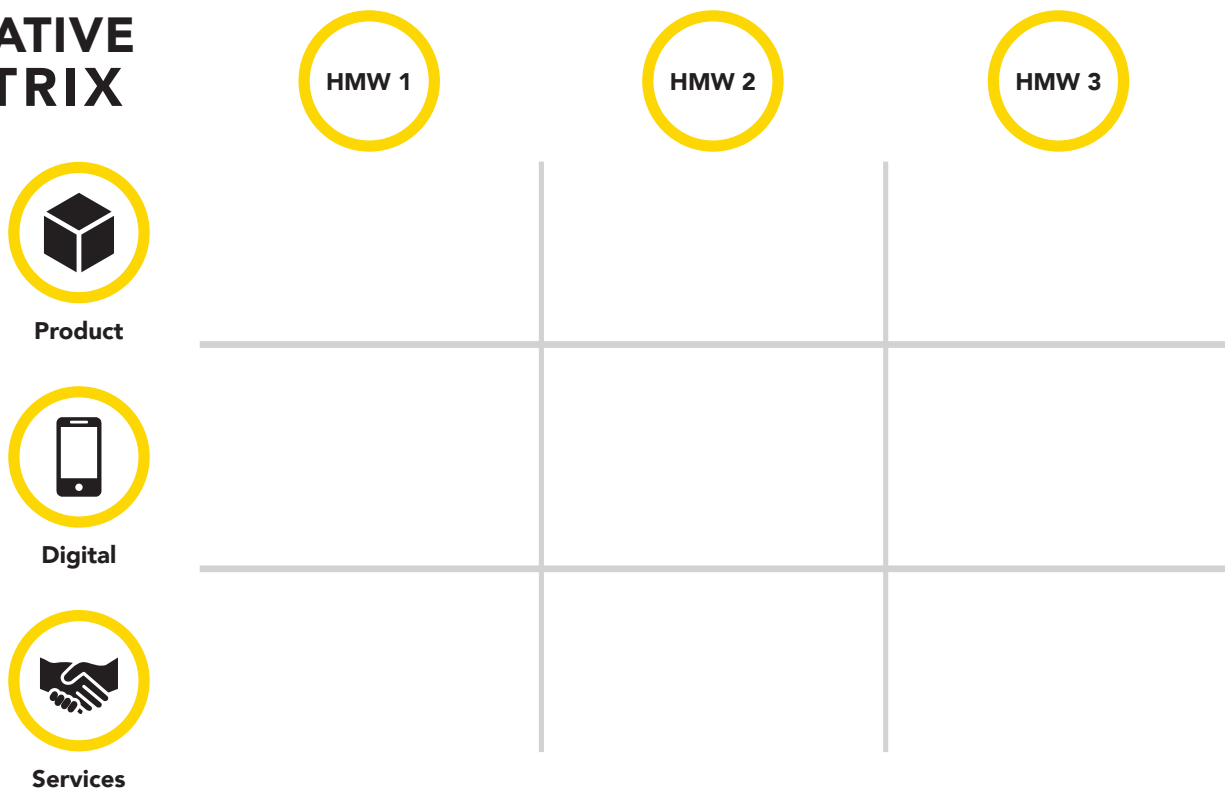 ATIVE
TRIX
HMW 1
HMW 2
HMW 3
Product
Digital
Services